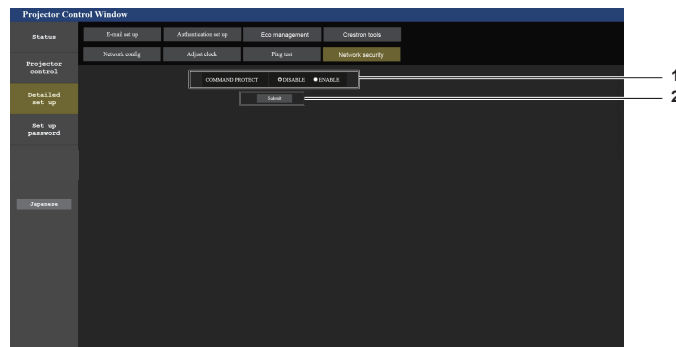 Projector Control Window
Status
E-mail set up
Authentication set up
Eco management
Crestron tools
Network config
Adjust clock
Ping test
Network security
Projector
control
COMMAND PROTECT DISABLE ENABLE
1
Submit
2
Detailed
set up
Set up
password
Japanese